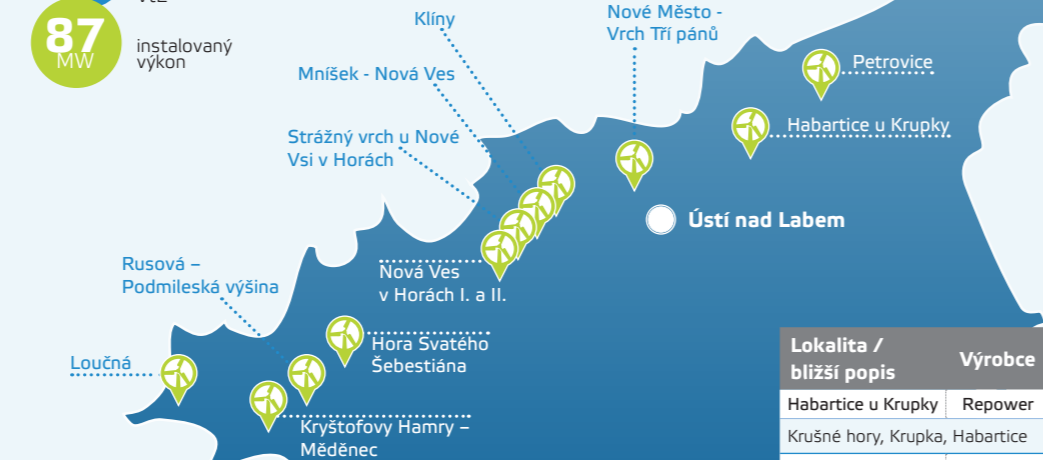 87
MW
instalovaný
výkon
Klíny
Nové Město -
Vrch Tří pánů
Mníšek - Nová Ves
Petrovice
Strážný vrch u Nové
Vsi v Horách
Habartice u Krupky
Ústí nad Labem
Rusová –
Podmileská výšina
Nová Ves
v Horách I. a II.
Hora Svatého
Šebestiána
Loučná
Kryštofovy Hamry –
Měděnec
Lokalita /
bližší popis
Výrobce
Habartice u Krupky
Repower
Krušné hory, Krupka, Habartice